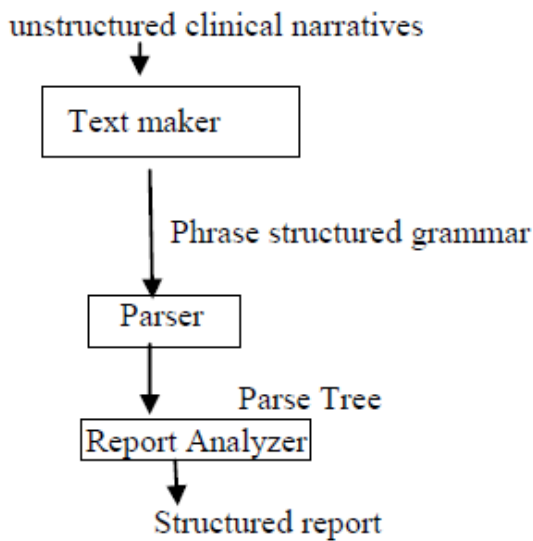 unstructured clinical narratives
Text maker
Phrase structured grammar
Parser
Parse Tree
Report Analyzer
Structured report